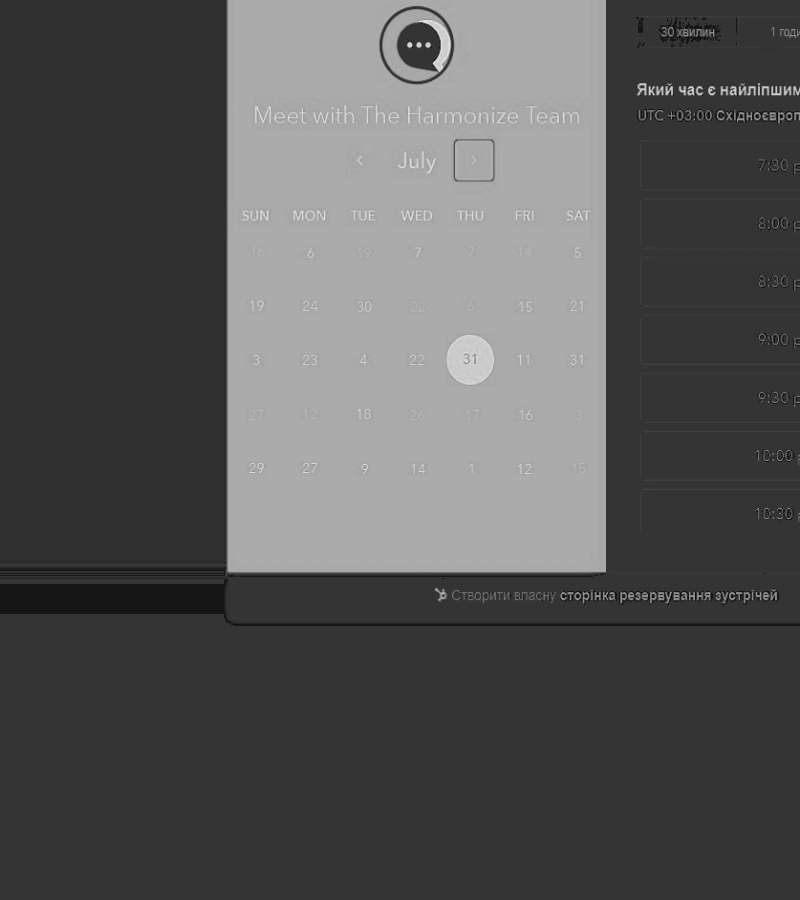 30 хвилин
Meet with The Harmonize Team
July
SUN MON TUE WED THU FRI SAT
16 6 19 7 7 14 5
19 24 30 22 6 15 21
3 23 4 22 31 11 31
27 12 18 26 17 16 3
29 27 9 14 1 12 15
Який час є найліпшим
UTC +03:00
7:30
8:00
8:30
9:00
9:30
10:00
10:30
Створити власну сторінка резервування зустрічей